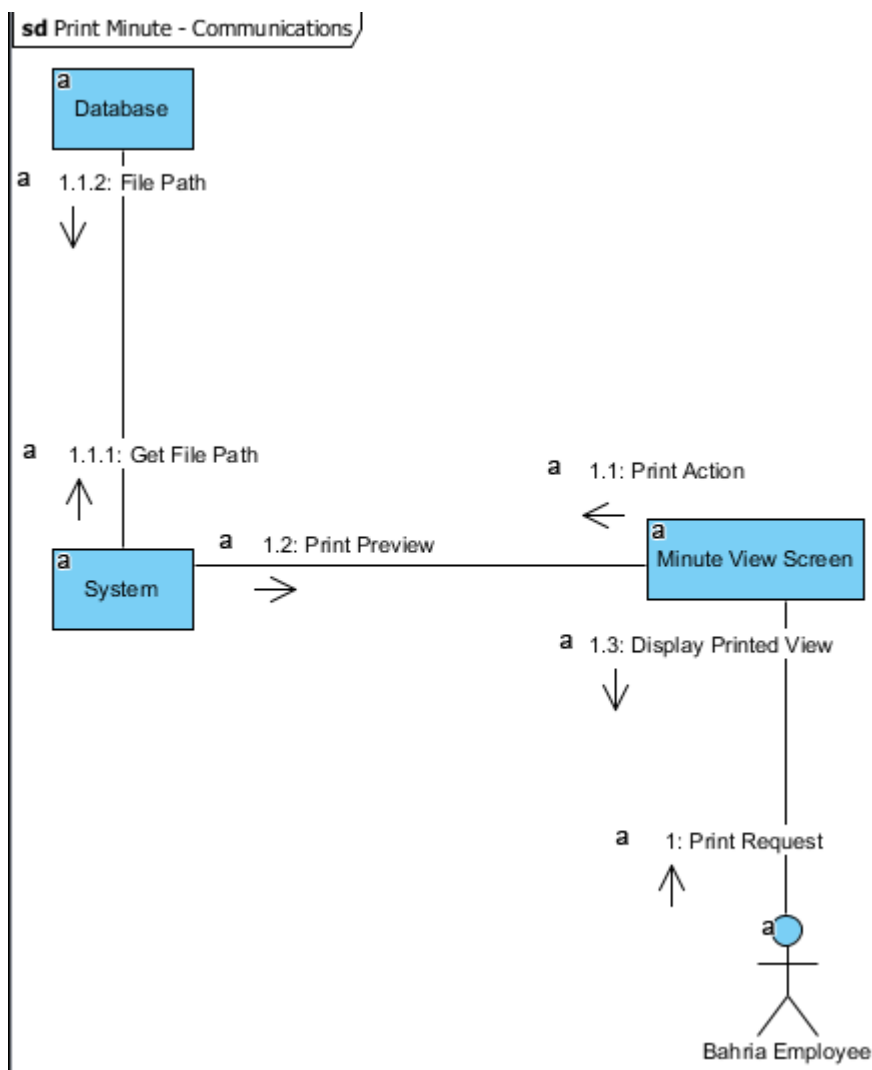 sd Print Minute - Communications
a
Database
a 1.1.2: File Path
a 1.1.1: Get File Path
a 1.1: Print Action
a 1.2: Print Preview
a
Minute View Screen
a
System
a 1.3: Display Printed View
a 1: Print Request
a
Bahria Employee